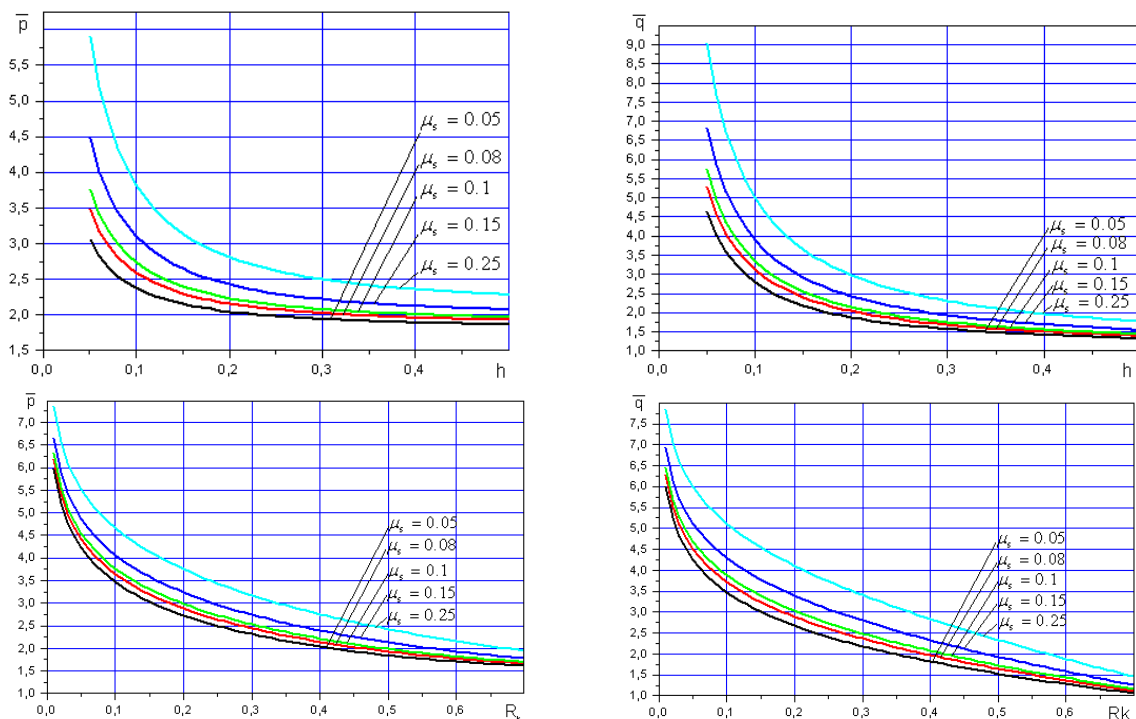 p̄
5,5
5,0
4,5
4,0
3,5
3,0
2,5
2,0
1,5
μₛ = 0.05
μₛ = 0.08
μₛ = 0.1
μₛ = 0.15
μₛ = 0.25
0,0 0,1 0,2 0,3 0,4 h
q̄
9,0
8,5
8,0
7,5
7,0
6,5
6,0
5,5
5,0
4,5
4,0
3,5
3,0
2,5
2,0
1,5
1,0
μₛ = 0.05
μₛ = 0.08
μₛ = 0.1
μₛ = 0.15
μₛ = 0.25
0,0 0,1 0,2 0,3 0,4 h
p̄
7,0
6,5
6,0
5,5
5,0
4,5
4,0
3,5
3,0
2,5
2,0
1,5
1,0
μₛ = 0.05
μₛ = 0.08
μₛ = 0.1
μₛ = 0.15
μₛ = 0.25
0,0 0,1 0,2 0,3 0,4 0,5 0,6
q̄
7,5
7,0
6,5
6,0
5,5
5,0
4,5
4,0
3,5
3,0
2,5
2,0
1,5
1,0
μₛ = 0.05
μₛ = 0.08
μₛ = 0.1
μₛ = 0.15
μₛ = 0.25
0,0 0,1 0,2 0,3 0,4 0,5 0,6 Rk